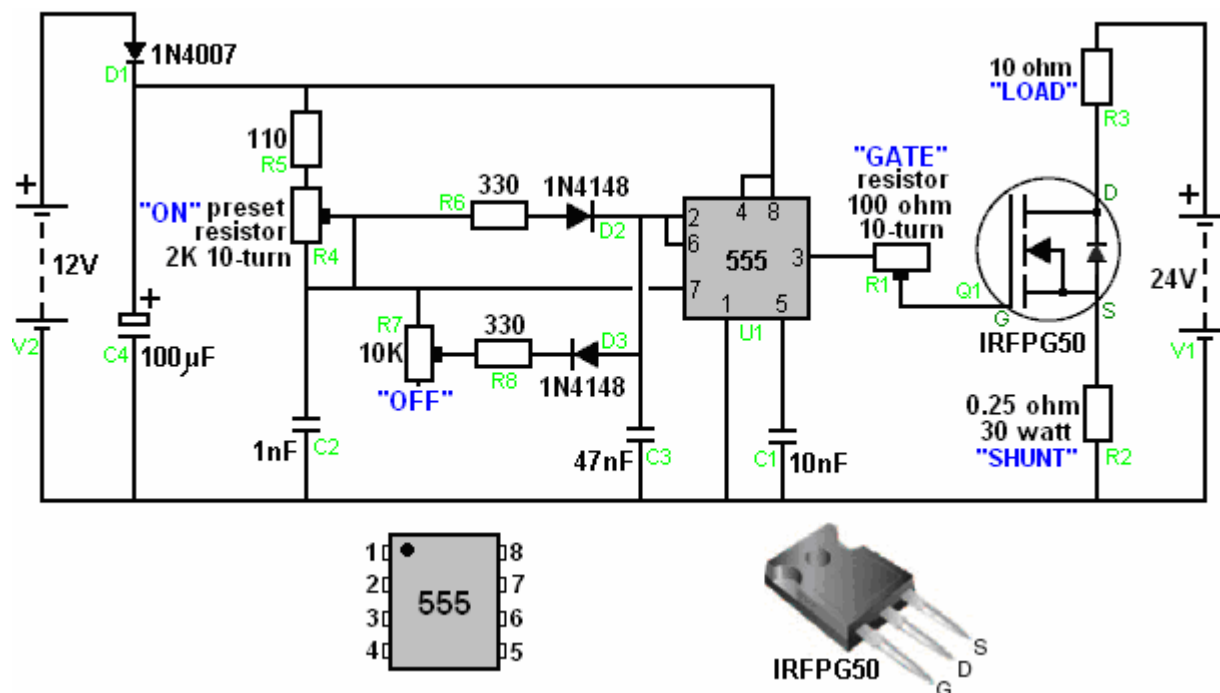 1N4007
D1
+
12V
V2
+
C4
100µF
110
R5
"ON" preset
resistor
2K 10-turn
R4
330
R6
1N4148
D2
R7
10K
"OFF"
330
R8
D3
1N4148
1nF
C2
47nF
C3
2
6
7
4
8
3
555
1
5
U1
C1
10nF
"GATE"
resistor
100 ohm
10-turn
R1
Q1
G
D
S
IRFPG50
10 ohm
"LOAD"
R3
+
24V
V1
0.25 ohm
30 watt
"SHUNT"
R2
1
2
3
4
555
8
7
6
5
IRFPG50
S
D
G